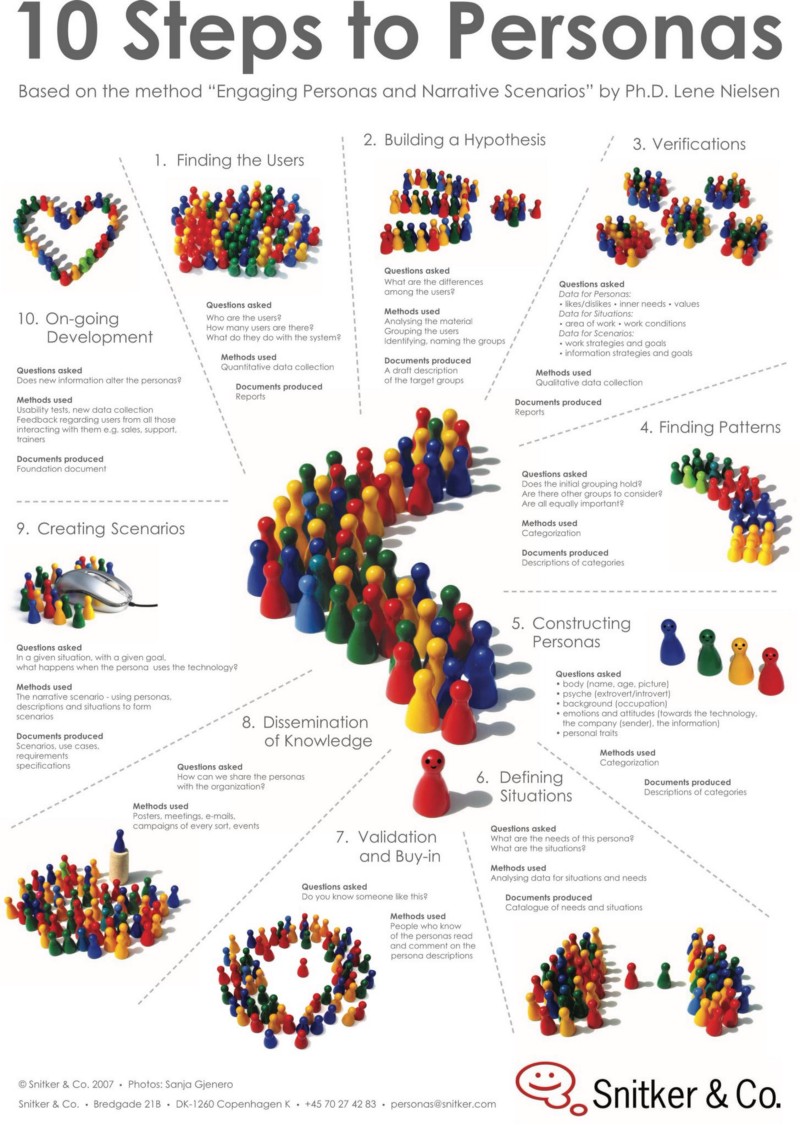 10 Steps to Personas
Based on the method “Engaging Personas and Narrative Scenarios” by Ph.D. Lene Nielsen
1. Finding the Users
Questions asked
Who are the users?
How many users are there?
What do they do with the system?
Methods used
Quantitative data collection
Documents produced
Reports
2. Building a Hypothesis
Questions asked
What are the differences
among the users?
Methods used
Analysing the material
Grouping the users
Identifying, naming the groups
Documents produced
A draft description
of the target groups
3. Verifications
Questions asked
Data for Personas:
• likes/dislikes • inner needs • values
Data for Situations:
• area of work • work conditions
Data for Scenarios:
• work strategies and goals
• information strategies and goals
Methods used
Qualitative data collection
Documents produced
Reports
4. Finding Patterns
Questions asked
Does the initial grouping hold?
Are there other groups to consider?
Are all equally important?
Methods used
Categorization
Documents produced
Descriptions of categories
5. Constructing
Personas
Questions asked
• body (name, age, picture)
• psyche (extrovert/introvert)
• background (occupation)
• emotions and attitudes (towards the technology,
the company (sender), the information)
• personal traits
Methods used
Categorization
Documents produced
Descriptions of categories
6. Defining
Situations
Questions asked
What are the needs of this persona?
What are the situations?
Methods used
Analysing data for situations and needs
Documents produced
Catalogue of needs and situations
7. Validation
and Buy-in
Questions asked
Do you know someone like this?
Methods used
People who know
of the personas read
and comment on the
persona descriptions
8. Dissemination
of Knowledge
Questions asked
How can we share the personas
with the organization?
Methods used
Posters, meetings, e-mails,
campaigns of every sort, events
9. Creating Scenarios
Questions asked
In a given situation, with a given goal,
what happens when the persona uses the technology?
Methods used
The narrative scenario - using personas,
descriptions and situations to form
scenarios
Documents produced
Scenarios, use cases,
requirements
specifications
10. On-going
Development
Questions asked
Does new information alter the personas?
Methods used
Usability tests, new data collection
Feedback regarding users from all those
interacting with them e.g. sales, support,
trainers
Documents produced
Foundation document
© Snitker & Co. 2007 • Photos: Sanja Gjenero
Snitker & Co. • Bredgade 21B • DK-1260 Copenhagen K • +45 70 27 42 83 • personas@snitker.com
Snitker & Co.